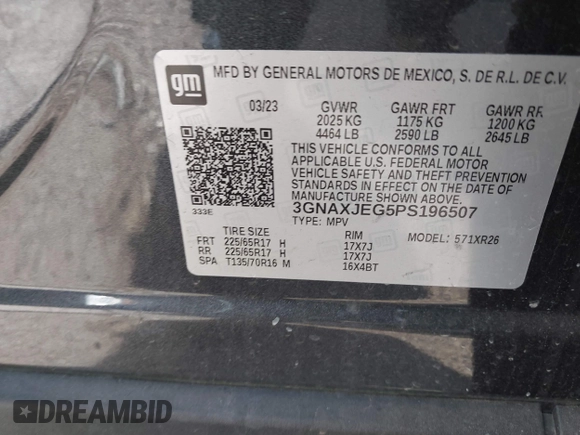 gm MFD BY GENERAL MOTORS DE MEXICO, S. DE R.L. DE C.V.
03/23 GVWR GAWR FRT GAWR RR
2025 KG 1175 KG 1200 KG
4464 LB 2590 LB 2645 LB
THIS VEHICLE CONFORMS TO ALL
APPLICABLE U.S. FEDERAL MOTOR
VEHICLE SAFETY AND THEFT PREVENTION
STANDARDS IN EFFECT ON THE DATE
OF MANUFACTURE SHOWN ABOVE.
333E 3GNAXJEG5PS196507
TYPE: MPV
TIRE SIZE RIM MODEL: 571XR26
FRT 225/65R17 H 17X7J
RR 225/65R17 H 17X7J
SPA T135/70R16 M 16X4BT
DREAMBID